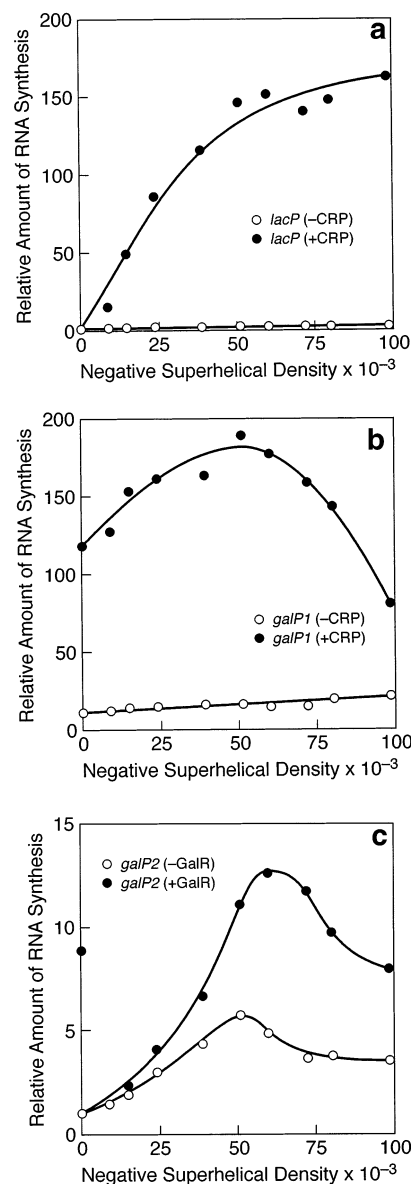 a
200
150
100
50
0
Relative Amount of RNA Synthesis
lacP (–CRP)
lacP (+CRP)
0 25 50 75 100
Negative Superhelical Density x 10–3
b
200
150
100
50
0
Relative Amount of RNA Synthesis
galP1 (–CRP)
galP1 (+CRP)
0 25 50 75 100
Negative Superhelical Density x 10–3
c
15
10
5
0
Relative Amount of RNA Synthesis
galP2 (–GalR)
galP2 (+GalR)
0 25 50 75 100
Negative Superhelical Density x 10–3